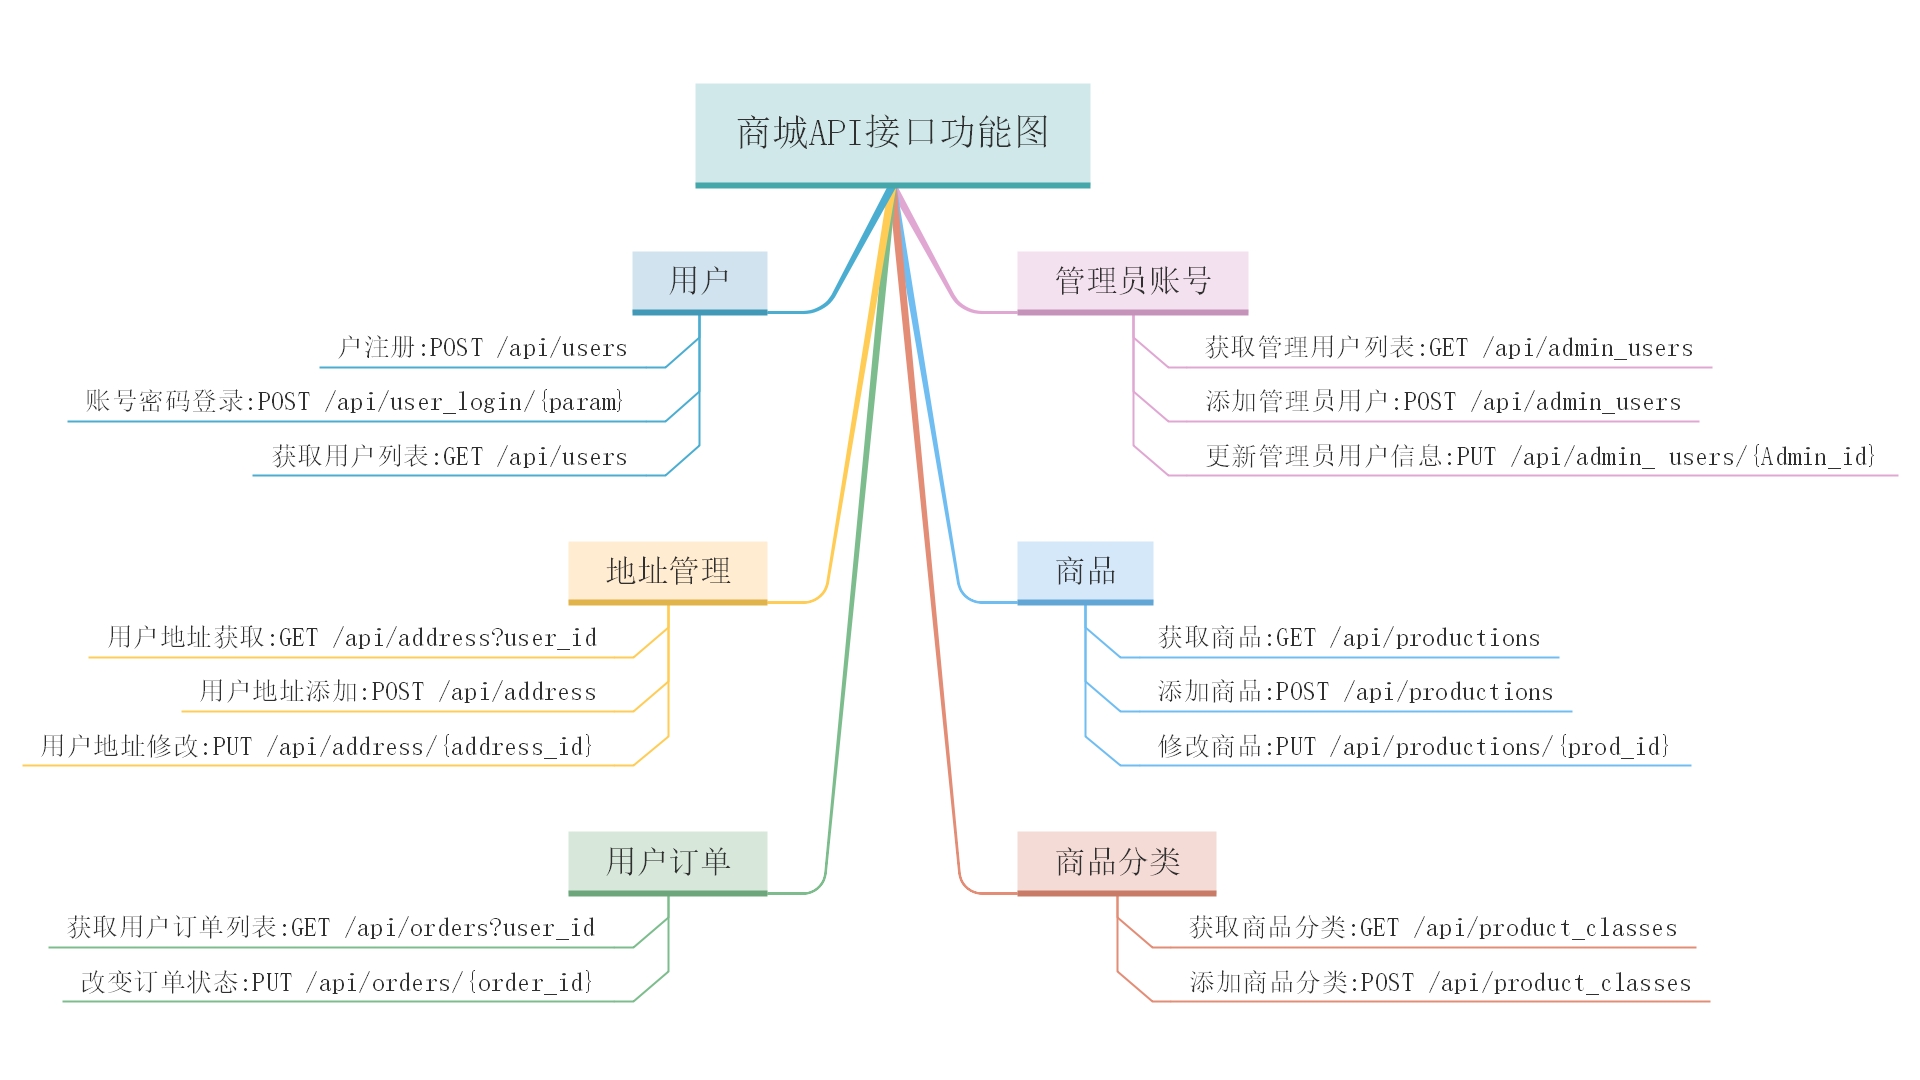 商城API接口功能图
用户
户注册:POST /api/users
账号密码登录:POST /api/user_login/{param}
获取用户列表:GET /api/users
地址管理
用户地址获取:GET /api/address?user_id
用户地址添加:POST /api/address
用户地址修改:PUT /api/address/{address_id}
用户订单
获取用户订单列表:GET /api/orders?user_id
改变订单状态:PUT /api/orders/{order_id}
管理员账号
获取管理用户列表:GET /api/admin_users
添加管理员用户:POST /api/admin_users
更新管理员用户信息:PUT /api/admin_ users/{Admin_id}
商品
获取商品:GET /api/productions
添加商品:POST /api/productions
修改商品:PUT /api/productions/{prod_id}
商品分类
获取商品分类:GET /api/product_classes
添加商品分类:POST /api/product_classes